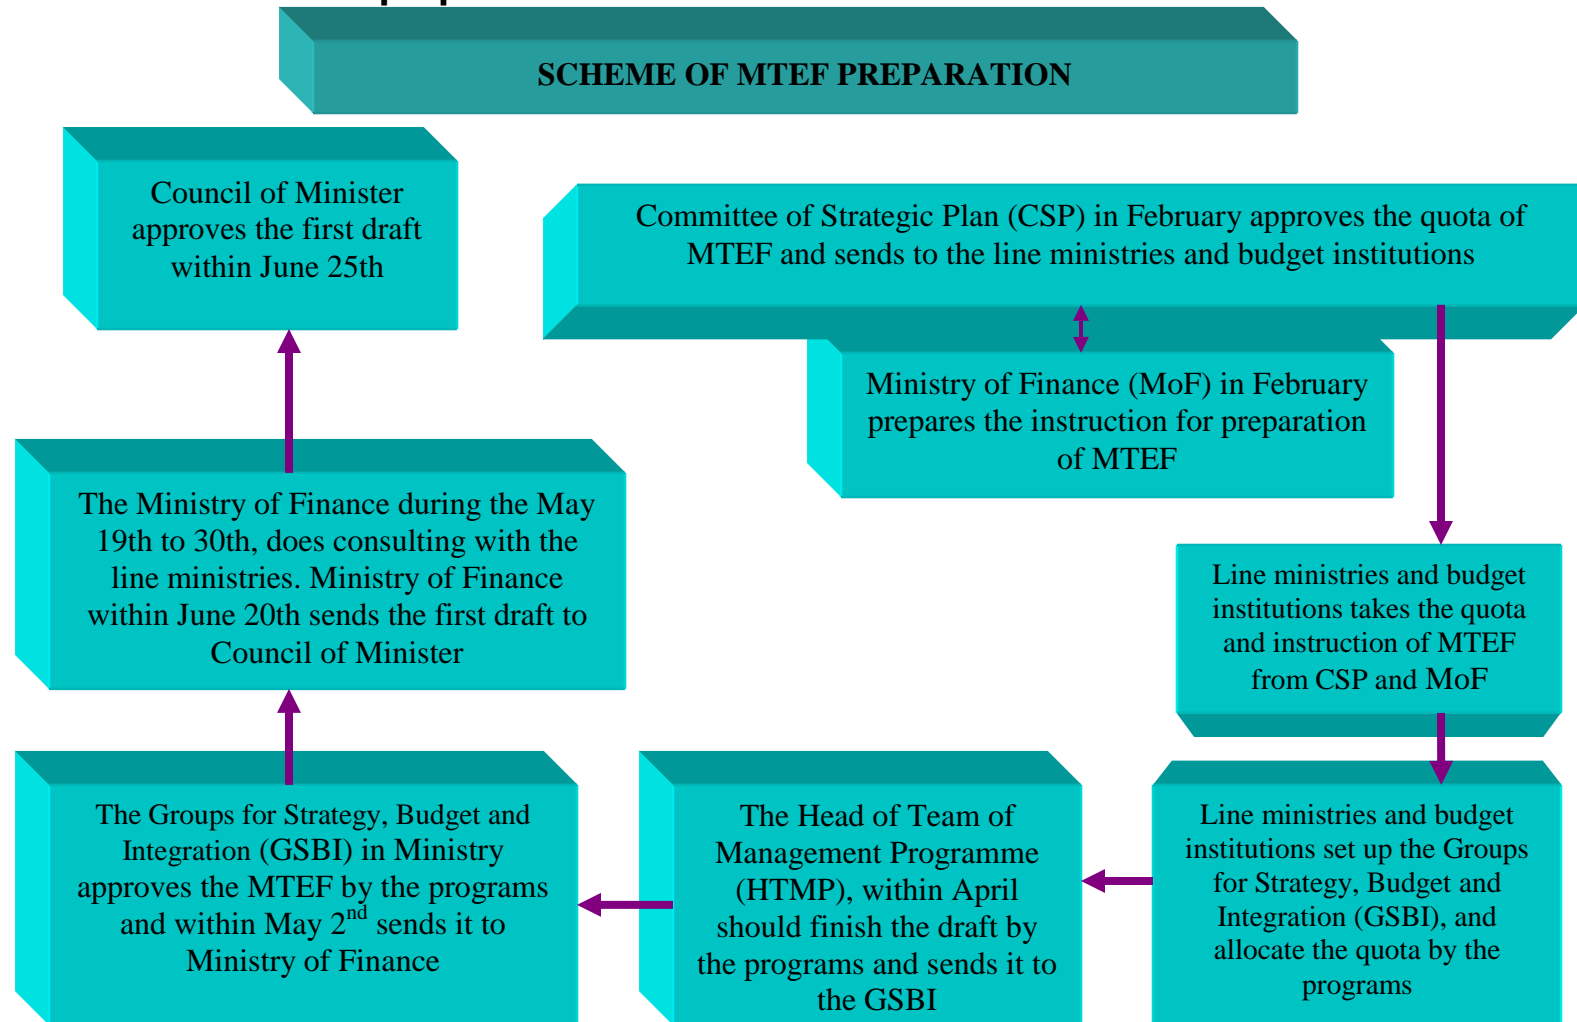 SCHEME OF MTEF PREPARATION
Council of Minister
approves the first draft
within June 25th
Committee of Strategic Plan (CSP) in February approves the quota of
MTEF and sends to the line ministries and budget institutions
Ministry of Finance (MoF) in February
prepares the instruction for preparation
of MTEF
The Ministry of Finance during the May
19th to 30th, does consulting with the
line ministries. Ministry of Finance
within June 20th sends the first draft to
Council of Minister
Line ministries and budget
institutions takes the quota
and instruction of MTEF
from CSP and MoF
The Groups for Strategy, Budget and
Integration (GSBI) in Ministry
approves the MTEF by the programs
and within May 2nd sends it to
Ministry of Finance
The Head of Team of
Management Programme
(HTMP), within April
should finish the draft by
the programs and sends it to
the GSBI
Line ministries and budget
institutions set up the Groups
for Strategy, Budget and
Integration (GSBI), and
allocate the quota by the
programs